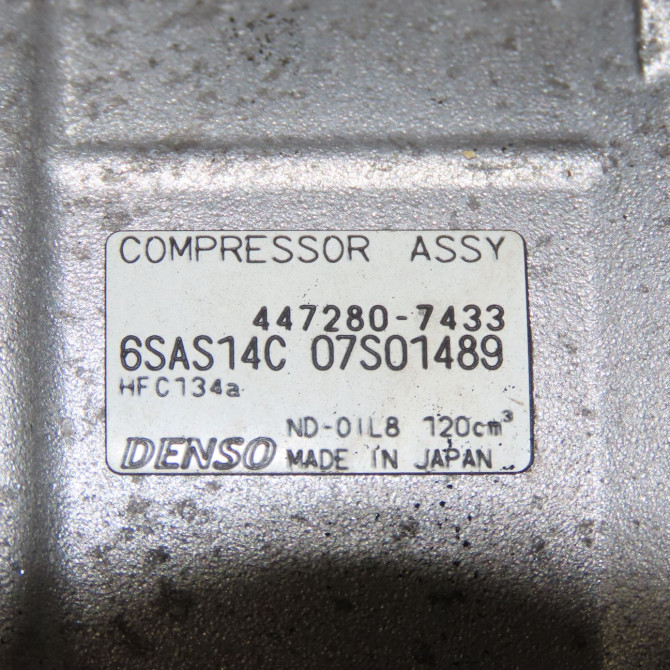 COMPRESSOR ASSY
447280-7433
6SAS14C 07S01489
HFC134a
ND-OIL8 120cm³
DENSO MADE IN JAPAN